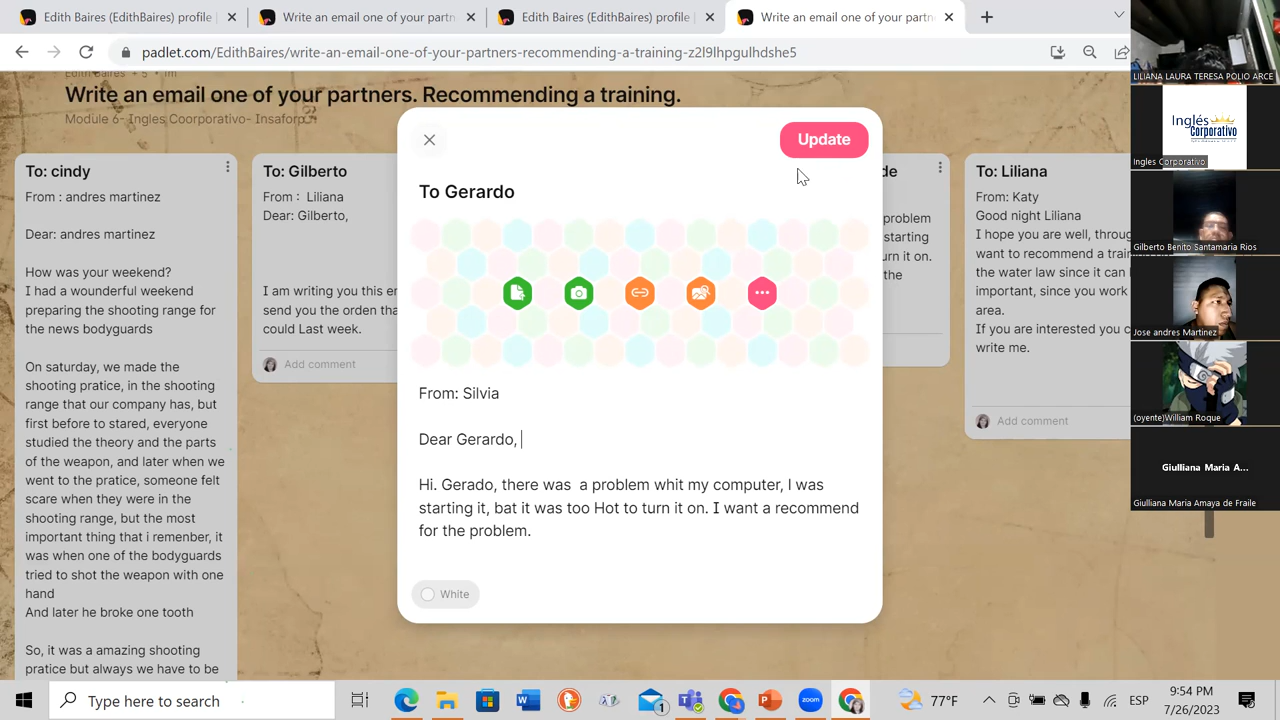 Edith Baires (EdithBaires) profile |
Write an email one of your partn
Edith Baires (EdithBaires) profile |
Write an email one of your partn
padlet.com/EdithBaires/write-an-email-one-of-your-partners-recommending-a-training-z2l9lhpgulhdshe5
Edith Baires + 5 • 1m
Write an email one of your partners. Recommending a training.
Module 6- Ingles Coorporativo- Insaforp
To: cindy
From : andres martinez
Dear: andres martinez
How was your weekend?
I had a wounderful weekend
preparing the shooting range for
the news bodyguards
On saturday, we made the
shooting pratice, in the shooting
range that our company has, but
first before to stared, everyone
studied the theory and the parts
of the weapon, and later when we
went to the pratice, someone felt
scare when they were in the
shooting range, but the most
important thing that i remenber, it
was when one of the bodyguards
tried to shot the weapon with one
hand
And later he broke one tooth
So, it was a amazing shooting
pratice but always we have to be
To: Gilberto
From : Liliana
Dear: Gilberto,
I am writing you this e
send you the orden tha
could Last week.
Add comment
Update
To Gerardo
From: Silvia
Dear Gerardo,
Hi. Gerado, there was a problem whit my computer, I was
starting it, bat it was too Hot to turn it on. I want a recommend
for the problem.
White
de
problem
starting
urn it on.
the
To: Liliana
From: Katy
Good night Liliana
I hope you are well, throug
want to recommend a train
the water law since it can
important, since you work
area.
If you are interested you c
write me.
Add comment
LILIANA LAURA TERESA POLIO ARCE
Inglés
Corporativo
Ingles Corporativo
Gilberto Benito Santamaria Rios
Jose andres Martinez
(oyente)William Roque
Giulliana Maria A...
Giulliana Maria Amaya de Fraile
Type here to search
W
1
P
zoom
77°F
ESP
9:54 PM
7/26/2023